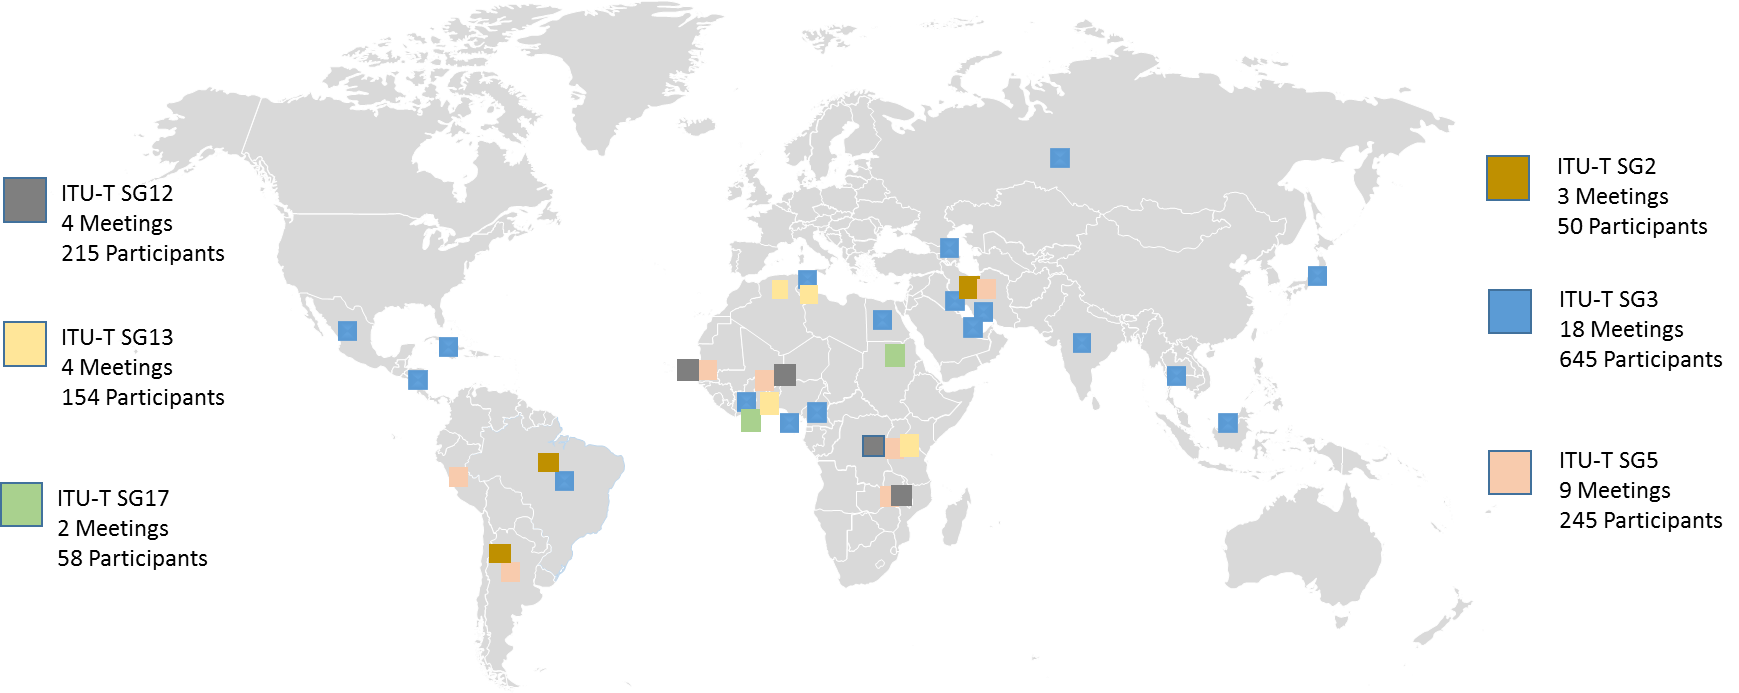 ITU-T SG12
4 Meetings
215 Participants
ITU-T SG13
4 Meetings
154 Participants
ITU-T SG17
2 Meetings
58 Participants
ITU-T SG2
3 Meetings
50 Participants
ITU-T SG3
18 Meetings
645 Participants
ITU-T SG5
9 Meetings
245 Participants